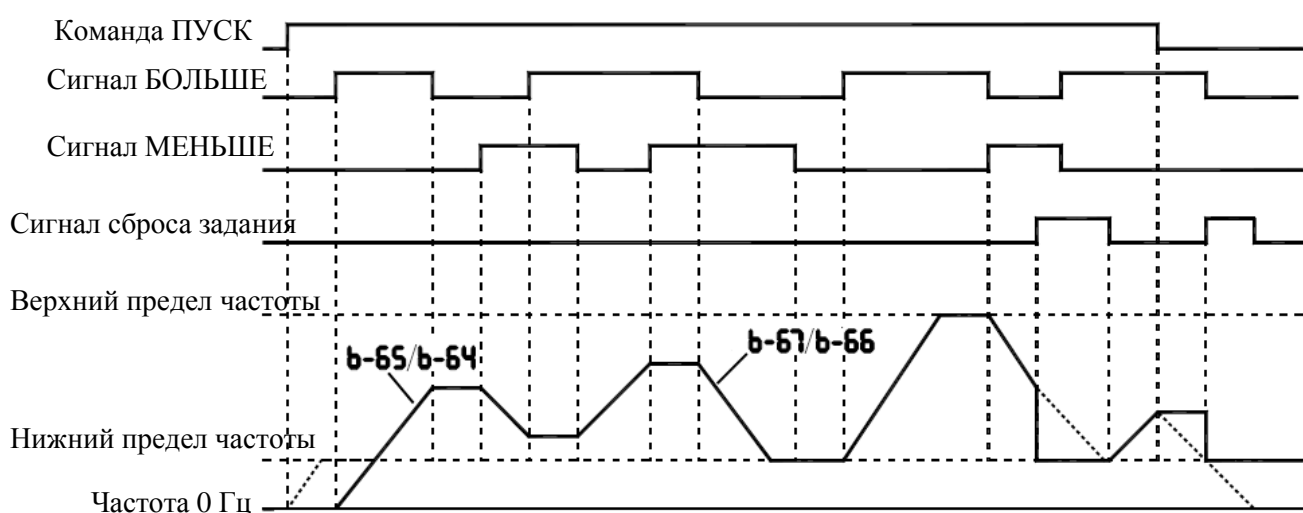 Команда ПУСК
Сигнал БОЛЬШЕ
Сигнал МЕНЬШЕ
Сигнал сброса задания
Верхний предел частоты
b-65/b-64
b-67/b-66
Нижний предел частоты
Частота 0 Гц